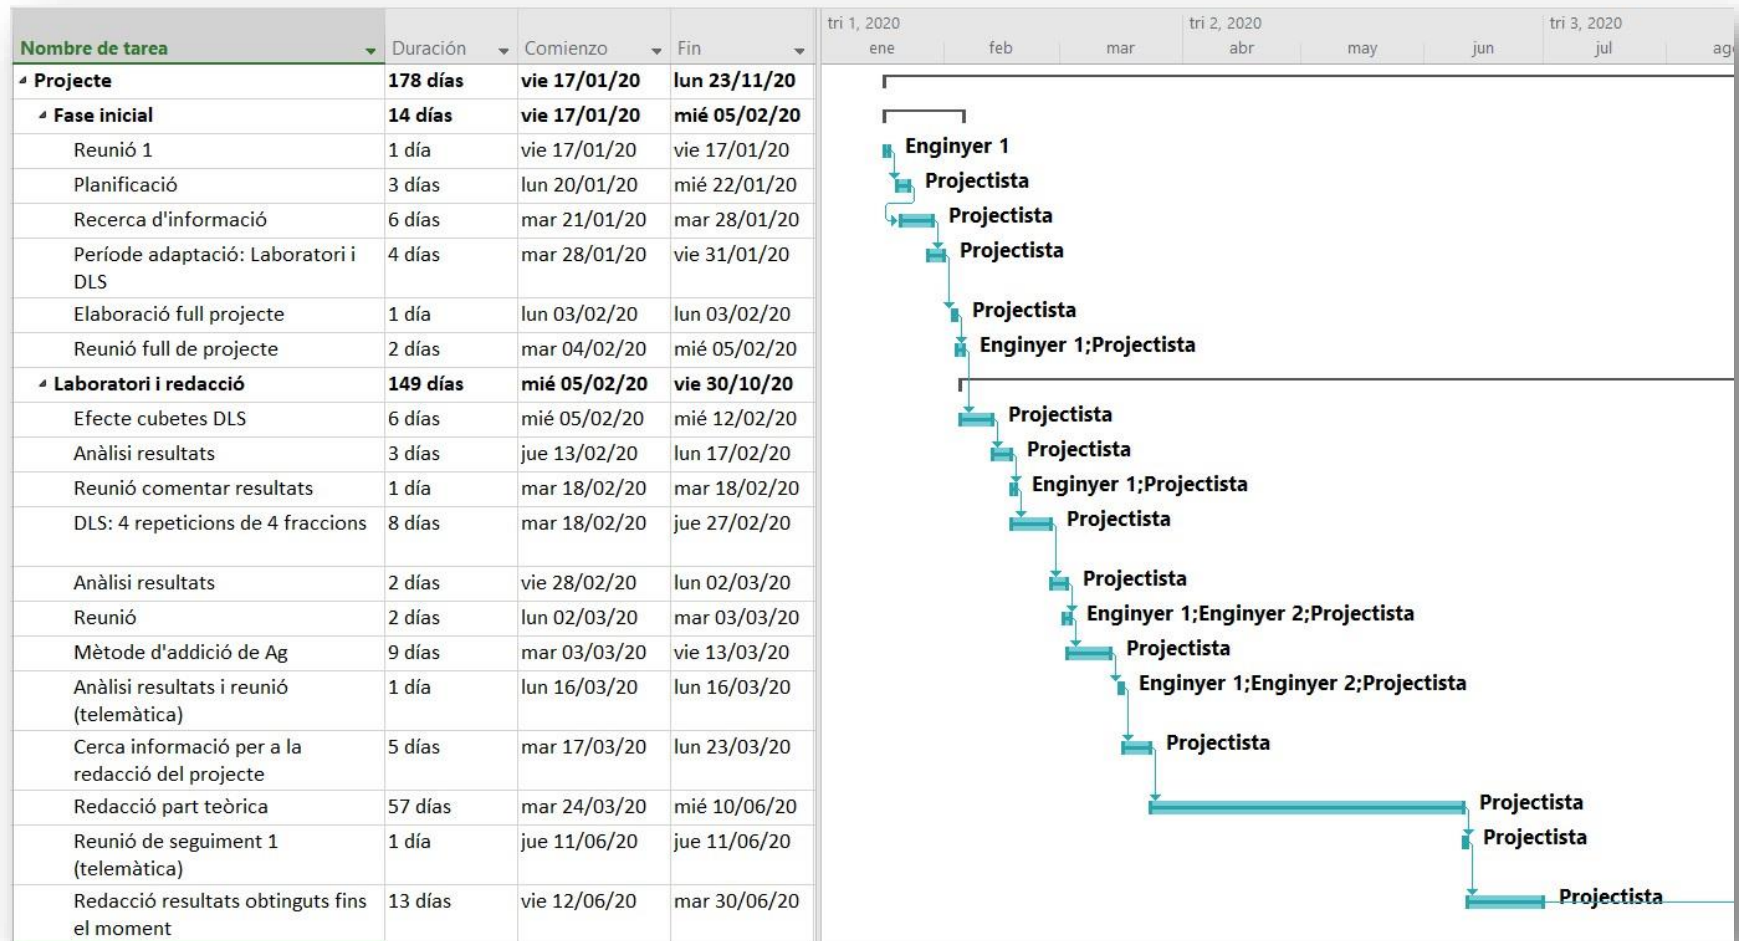 tri 1, 2020 tri 2, 2020 tri 3, 2020
Nombre de tarea Duración Comienzo Fin ene feb mar abr may jun jul ag
Projecte 178 días vie 17/01/20 lun 23/11/20
Fase inicial 14 días vie 17/01/20 mié 05/02/20
Reunió 1 1 día vie 17/01/20 vie 17/01/20 Enginyer 1
Planificació 3 días lun 20/01/20 mié 22/01/20 Projectista
Recerca d'informació 6 días mar 21/01/20 mar 28/01/20 Projectista
Període adaptació: Laboratori i 4 días mar 28/01/20 vie 31/01/20 Projectista
DLS
Elaboració full projecte 1 día lun 03/02/20 lun 03/02/20 Projectista
Reunió full de projecte 2 días mar 04/02/20 mié 05/02/20 Enginyer 1;Projectista
Laboratori i redacció 149 días mié 05/02/20 vie 30/10/20
Efecte cubetes DLS 6 días mié 05/02/20 mié 12/02/20 Projectista
Anàlisi resultats 3 días jue 13/02/20 lun 17/02/20 Projectista
Reunió comentar resultats 1 día mar 18/02/20 mar 18/02/20 Enginyer 1;Projectista
DLS: 4 repeticions de 4 fraccions 8 días mar 18/02/20 jue 27/02/20 Projectista
Anàlisi resultats 2 días vie 28/02/20 lun 02/03/20 Projectista
Reunió 2 días lun 02/03/20 mar 03/03/20 Enginyer 1;Enginyer 2;Projectista
Mètode d'addició de Ag 9 días mar 03/03/20 vie 13/03/20 Projectista
Anàlisi resultats i reunió 1 día lun 16/03/20 lun 16/03/20 Enginyer 1;Enginyer 2;Projectista
(telemàtica)
Cerca informació per a la 5 días mar 17/03/20 lun 23/03/20 Projectista
redacció del projecte
Redacció part teòrica 57 días mar 24/03/20 mié 10/06/20 Projectista
Reunió de seguiment 1 1 día jue 11/06/20 jue 11/06/20 Projectista
(telemàtica)
Redacció resultats obtinguts fins 13 días vie 12/06/20 mar 30/06/20 Projectista
el moment